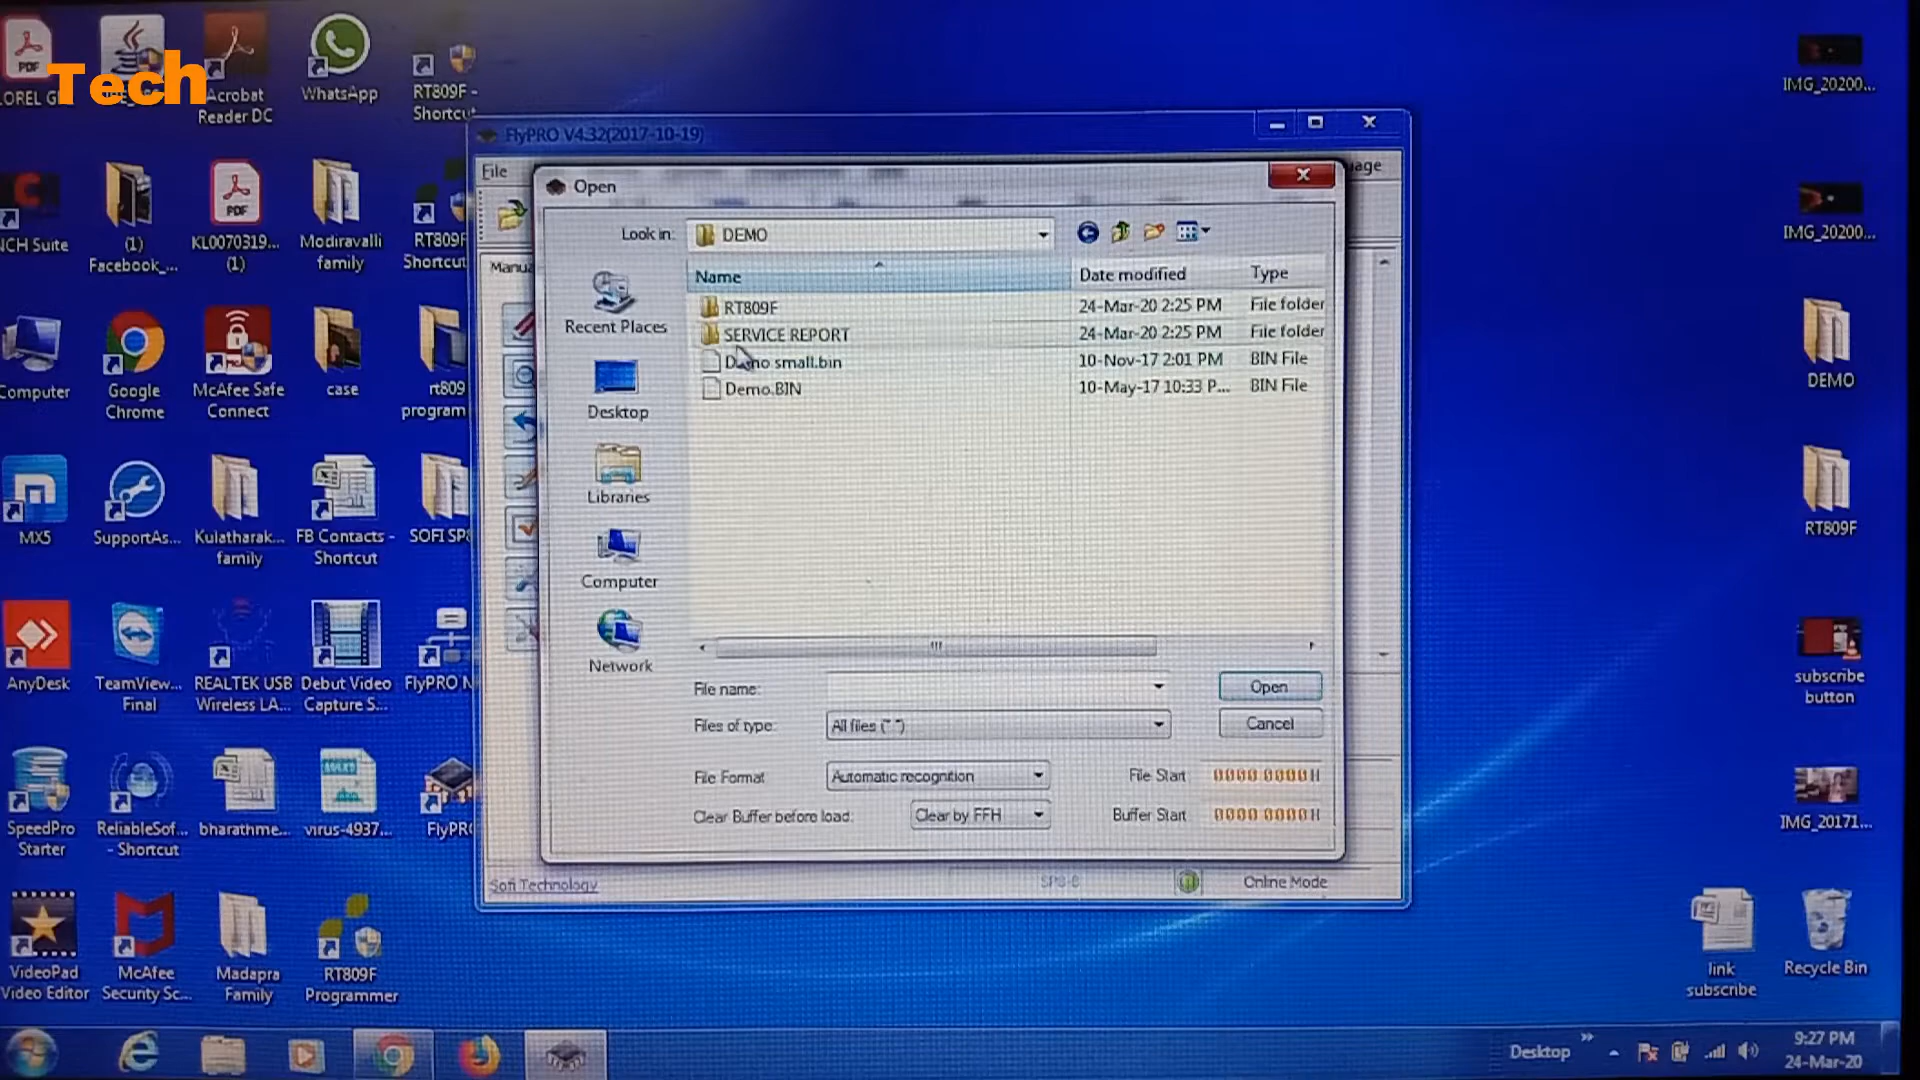 Tech
PDF
Acrobat
Reader DC
WhatsApp
RT809F -
IMG_20200...
FlyPRO V4.32(2017-10-19)
File
Open
Look in:
DEMO
Name
Date modified
Type
RT809F
24-Mar-20 2:25 PM
File folder
SERVICE REPORT
24-Mar-20 2:25 PM
File folder
Demo small.bin
10-Nov-17 2:01 PM
BIN File
Demo.BIN
10-May-17 10:33 P...
BIN File
Recent Places
Desktop
Libraries
Computer
Network
File name:
Open
Files of type:
All files (*.*)
Cancel
File Format
Automatic recognition
File Start
0000 0000H
Clear Buffer before load:
Clear by FFH
Buffer Start
0000 0000H
Sofi Technology
SP8-B
Online Mode
NCH Suite
(1)
Facebook_...
PDF
KL0070319...
(1)
Modiravalli
family
RT809F
Shortcut
IMG_20200...
Computer
Google
Chrome
McAfee Safe
Connect
case
rt809
program
DEMO
MX5
SupportAs...
Kulatharak...
family
FB Contacts -
Shortcut
SOFI SP8
RT809F
AnyDesk
TeamView...
Final
REALTEK USB
Wireless LA...
Debut Video
Capture S...
FlyPRO
subscribe
button
SpeedPro
Starter
ReliableSof...
- Shortcut
bharathme...
virus-4937...
FlyPRO
IMG_20171...
VideoPad
Video Editor
McAfee
Security Sc...
Madapra
Family
RT809F
Programmer
link
subscribe
Recycle Bin
Desktop
9:27 PM
24-Mar-20